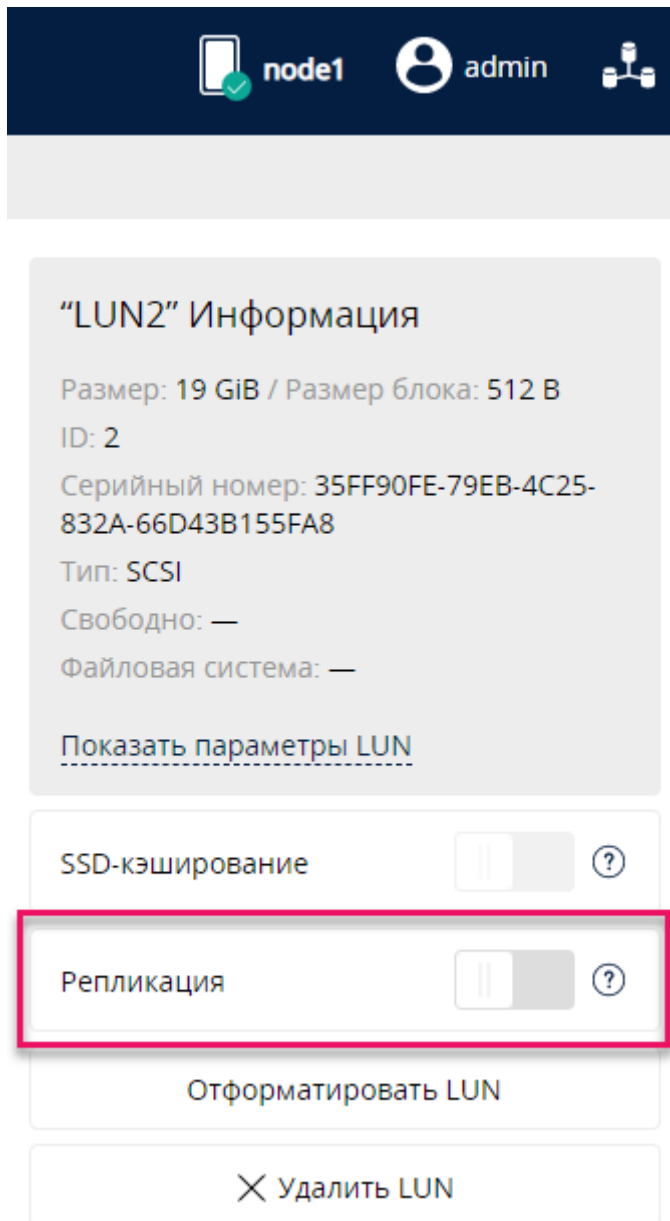 node1 admin
“LUN2” Информация
Размер: 19 GiB / Размер блока: 512 B
ID: 2
Серийный номер: 35FF90FE-79EB-4C25-
832A-66D43B155FA8
Тип: SCSI
Свободно: —
Файловая система: —
Показать параметры LUN
SSD-кэширование ?
Репликация ?
Отформатировать LUN
Удалить LUN